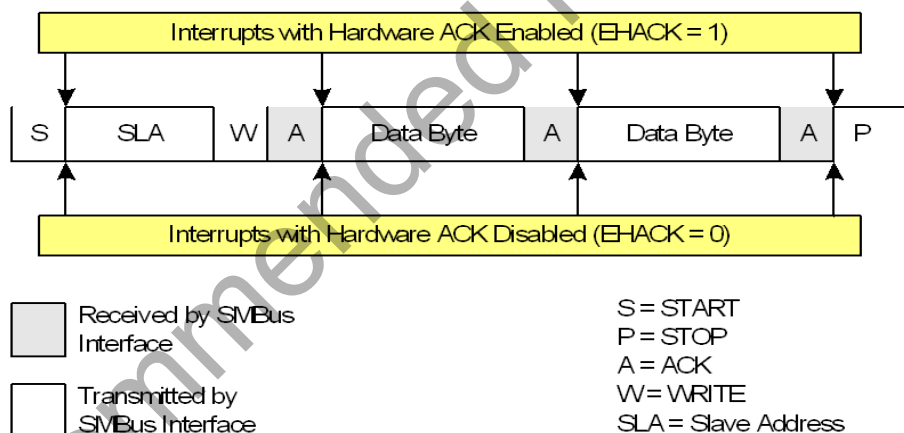 Interrupts with Hardware ACK Enabled (EHACK = 1)
S SLA W A Data Byte A Data Byte A P
Interrupts with Hardware ACK Disabled (EHACK = 0)
Received by SMBus
Interface
Transmitted by
SMBus Interface
S = START
P = STOP
A = ACK
W = WRITE
SLA = Slave Address